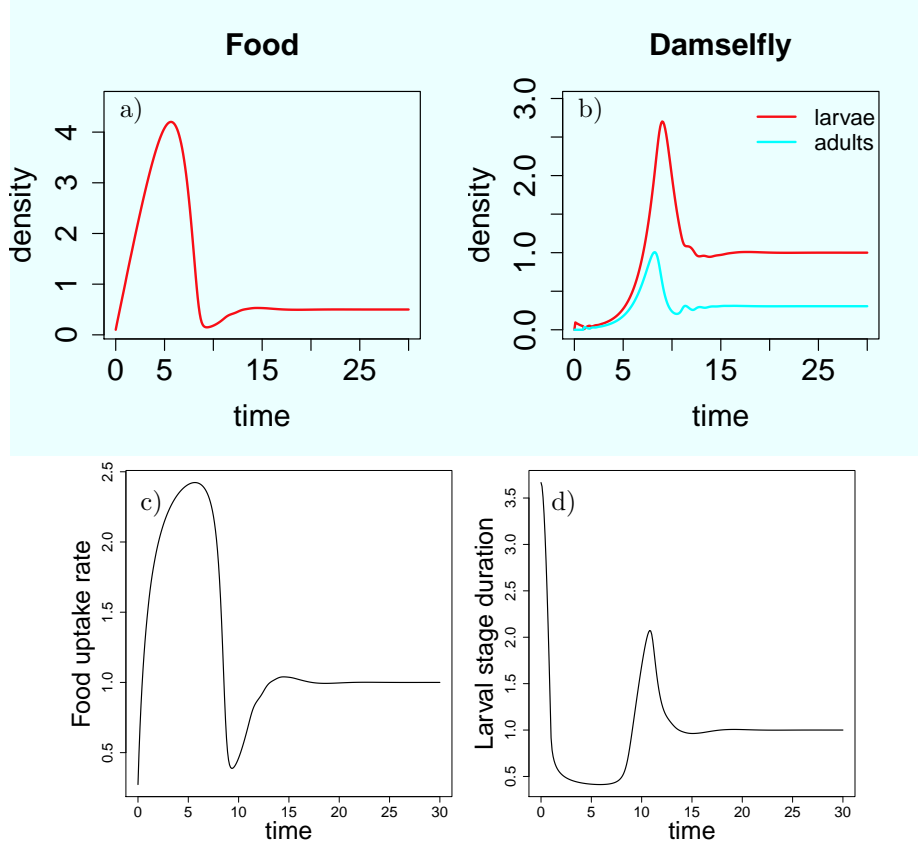 Food
Damselfly
a)
density
0
1
2
3
4
0 5 15 25
time
b)
larvae
adults
density
0.0
1.0
2.0
3.0
0 5 15 25
time
c)
Food uptake rate
0.5
1.0
1.5
2.0
2.5
0 5 10 15 20 25 30
time
d)
Larval stage duration
0.5
1.0
1.5
2.0
2.5
3.0
3.5
0 5 10 15 20 25 30
time